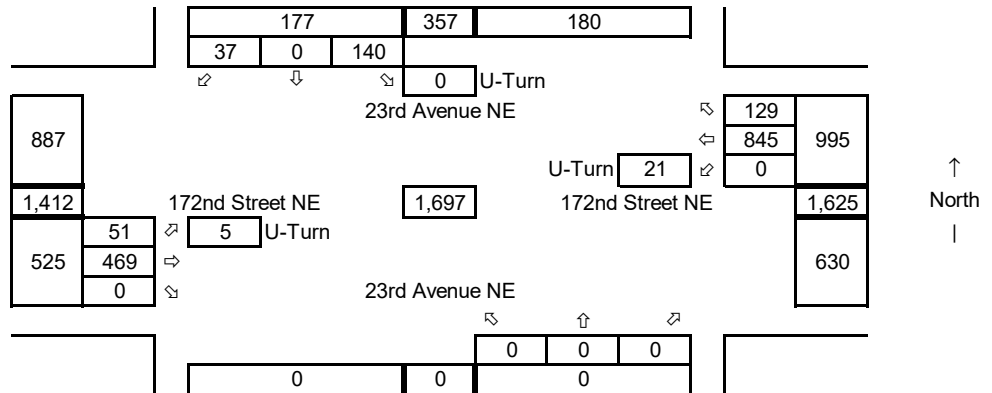 177 357 180
37 0 140
⬃ ⇩ ⬂ 0 U-Turn
23rd Avenue NE ⬁ 129
887 ⇦ 845 995
U-Turn 21 ⬃ 0 ↑
1,412 172nd Street NE 1,697 172nd Street NE 1,625 North
51 ⬀ 5 U-Turn |
525 469 ⇨ 630
0 ⬂ 23rd Avenue NE
⬁ ⇧ ⬀
0 0 0
0 0 0